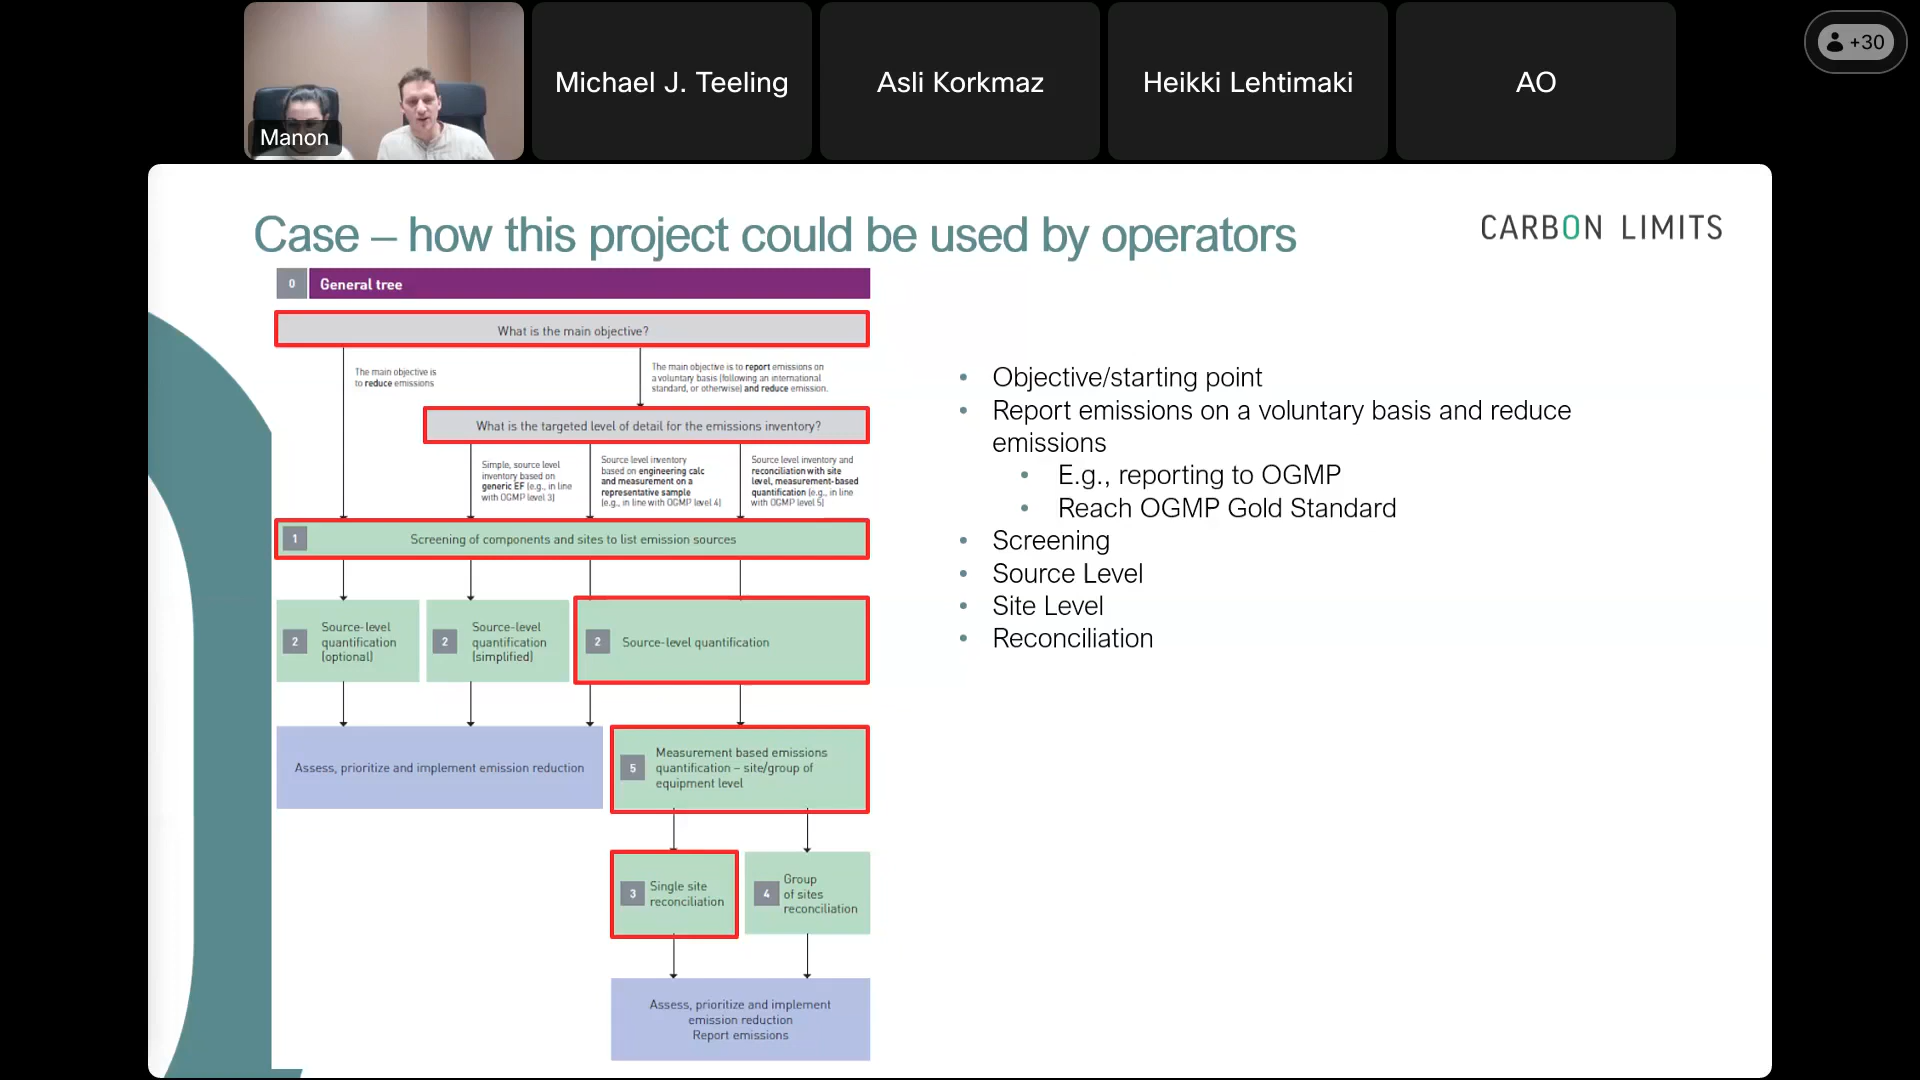 Manon
Michael J. Teeling
Asli Korkmaz
Heikki Lehtimaki
AO
+30
Case – how this project could be used by operators
CARBON LIMITS
0
General tree
What is the main objective?
The main objective is
to reduce emissions
The main objective is to report emissions on
a voluntary basis (following an international
standard, or otherwise) and reduce emission.
What is the targeted level of detail for the emissions inventory?
Simple, source level
inventory based on
generic EF (e.g., in line
with OGMP level 3)
Source level inventory
based on engineering calc
and measurement on a
representative sample
(e.g., in line with OGMP level 4)
Source level inventory and
reconciliation with site
level, measurement-based
quantification (e.g., in line
with OGMP level 5)
1
Screening of components and sites to list emission sources
2
Source-level
quantification
(optional)
2
Source-level
quantification
(simplified)
2
Source-level quantification
Assess, prioritize and implement emission reduction
5
Measurement based emissions
quantification – site/group of
equipment level
3
Single site
reconciliation
4
Group
of sites
reconciliation
Assess, prioritize and implement
emission reduction
Report emissions
• Objective/starting point
• Report emissions on a voluntary basis and reduce
emissions
• E.g., reporting to OGMP
• Reach OGMP Gold Standard
• Screening
• Source Level
• Site Level
• Reconciliation